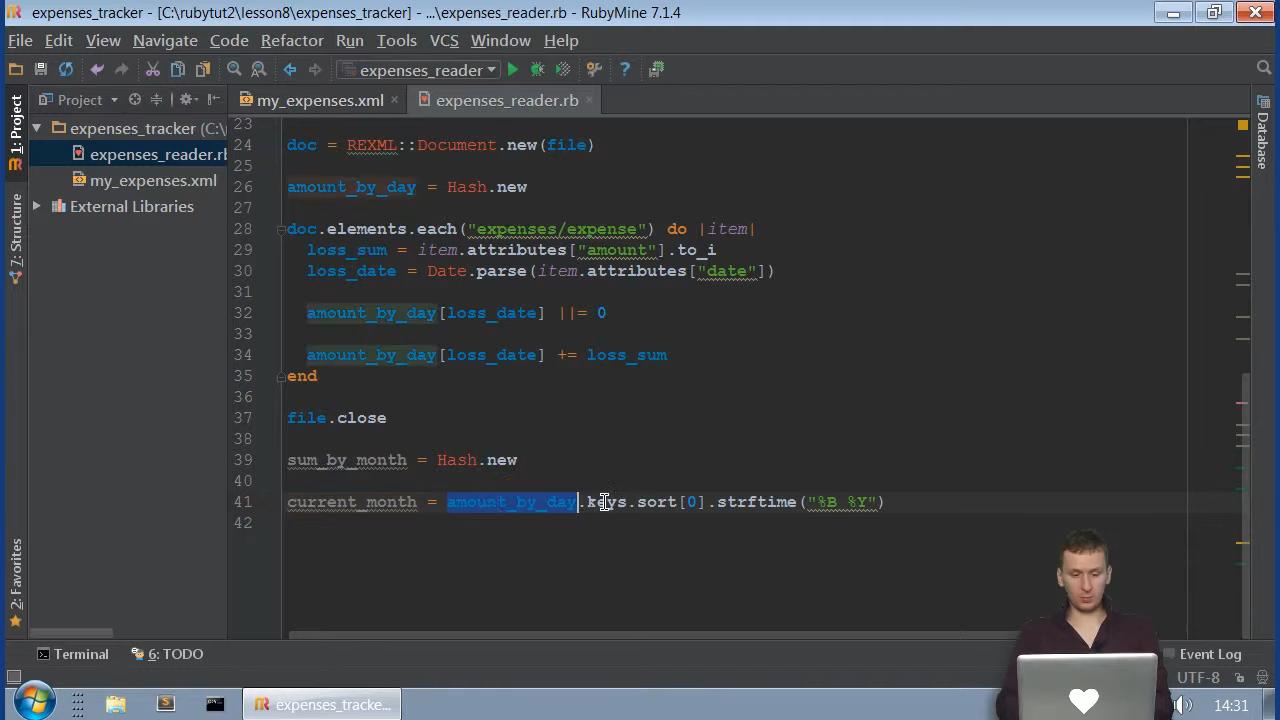 [C:\rubytut2\lesson8\expenses_tracker] - ...\expenses_reader.rb - RubyMine 7.1.4
File Edit View Navigate Code Refactor Run Tools VCS Window Help
expenses_reader
Project
my_expenses.xml
expenses_reader.rb
1: Project
7: Structure
2: Favorites
Database
expenses_tracker (C:\
expenses_reader.rb
my_expenses.xml
External Libraries
23
24 doc = REXML::Document.new(file)
25
26 amount_by_day = Hash.new
27
28 doc.elements.each("expenses/expense") do |item|
29 loss_sum = item.attributes["amount"].to_i
30 loss_date = Date.parse(item.attributes["date"])
31
32 amount_by_day[loss_date] ||= 0
33
34 amount_by_day[loss_date] += loss_sum
35 end
36
37 file.close
38
39 sum_by_month = Hash.new
40
41 current_month = amount_by_day.keys.sort[0].strftime("%B %Y")
42
Terminal
6: TODO
Event Log
UTF-8
expenses_tracke...
14:31